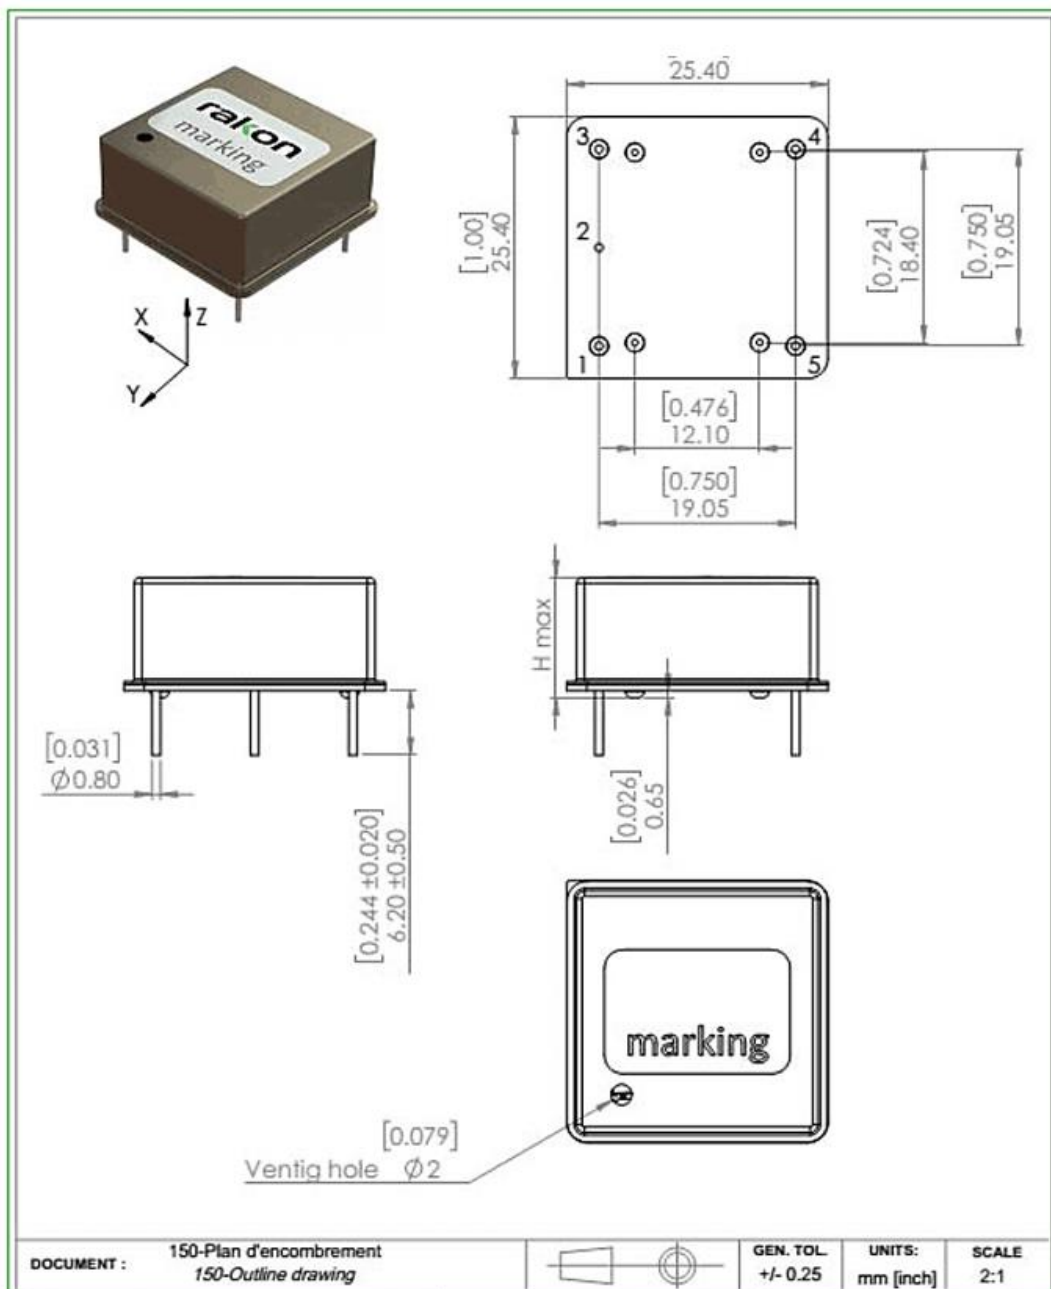 rakon
marking
X
Z
Y
25.40
3
4
2
1
5
[1.00]
25.40
[0.724]
18.40
[0.750]
19.05
[0.476]
12.10
[0.750]
19.05
H max
[0.031]
Ø0.80
[0.244 ±0.020]
6.20 ±0.50
[0.026]
0.65
marking
[0.079]
Ventig hole Ø2
DOCUMENT :
150-Plan d'encombrement
150-Outline drawing
GEN. TOL.
+/- 0.25
UNITS:
mm [inch]
SCALE
2:1